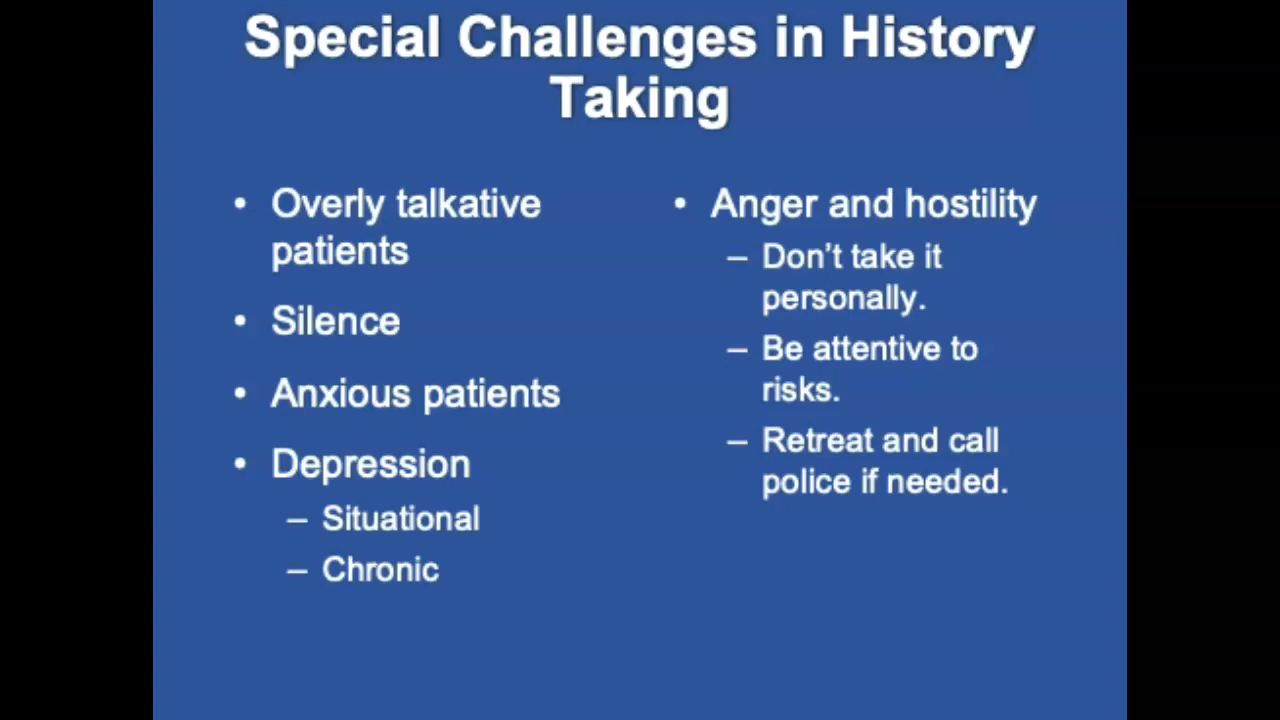 Special Challenges in History
Taking
• Overly talkative
patients
• Silence
• Anxious patients
• Depression
– Situational
– Chronic
• Anger and hostility
– Don't take it
personally.
– Be attentive to
risks.
– Retreat and call
police if needed.